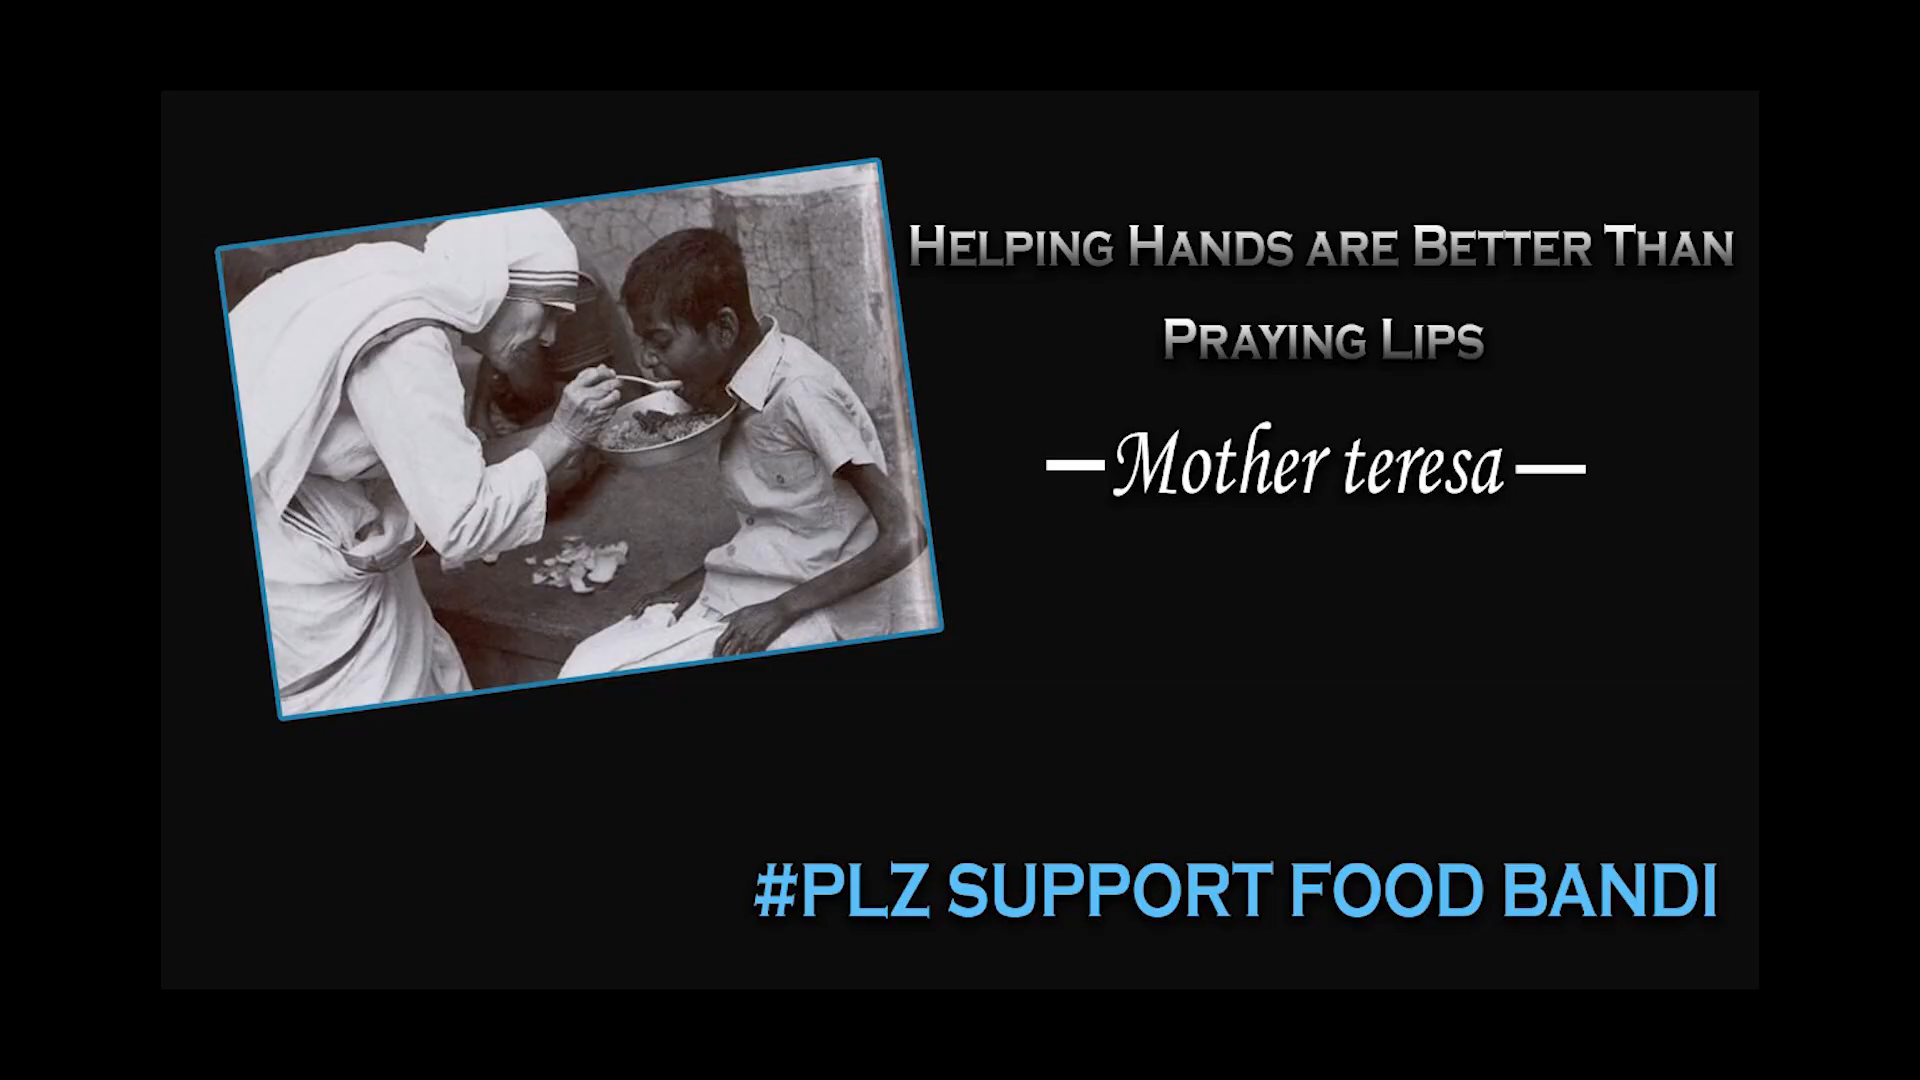 Helping Hands are Better Than
Praying Lips
—Mother teresa—
#PLZ SUPPORT FOOD BANDI